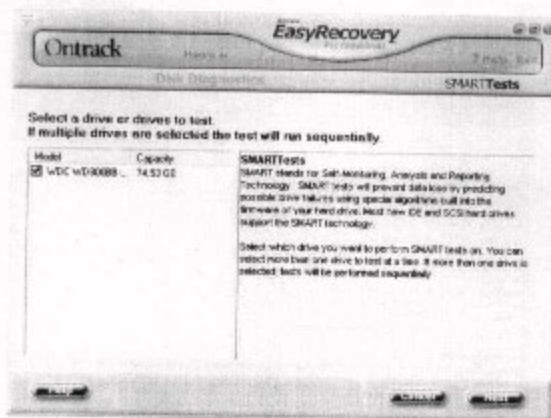 Ontrack
EasyRecovery
PROFESSIONAL
Disk Diagnostics
SMARTTests
Select a drive or drives to test.
If multiple drives are selected the test will run sequentially.
Model Capacity
WDC WD800BB ... 74.53 GB
SMARTTests
SMART stands for Self-Monitoring, Analysis and Reporting
Technology. SMART tests will prevent data loss by predicting
possible drive failures using special algorithms built into the
firmware of your hard drive. Most new IDE and SCSI hard drives
support the SMART technology.
Select which drive you want to perform SMART tests on. You can
select more than one drive to test at a time. If more than one drive is
selected, tests will be performed sequentially.
Cancel
Next